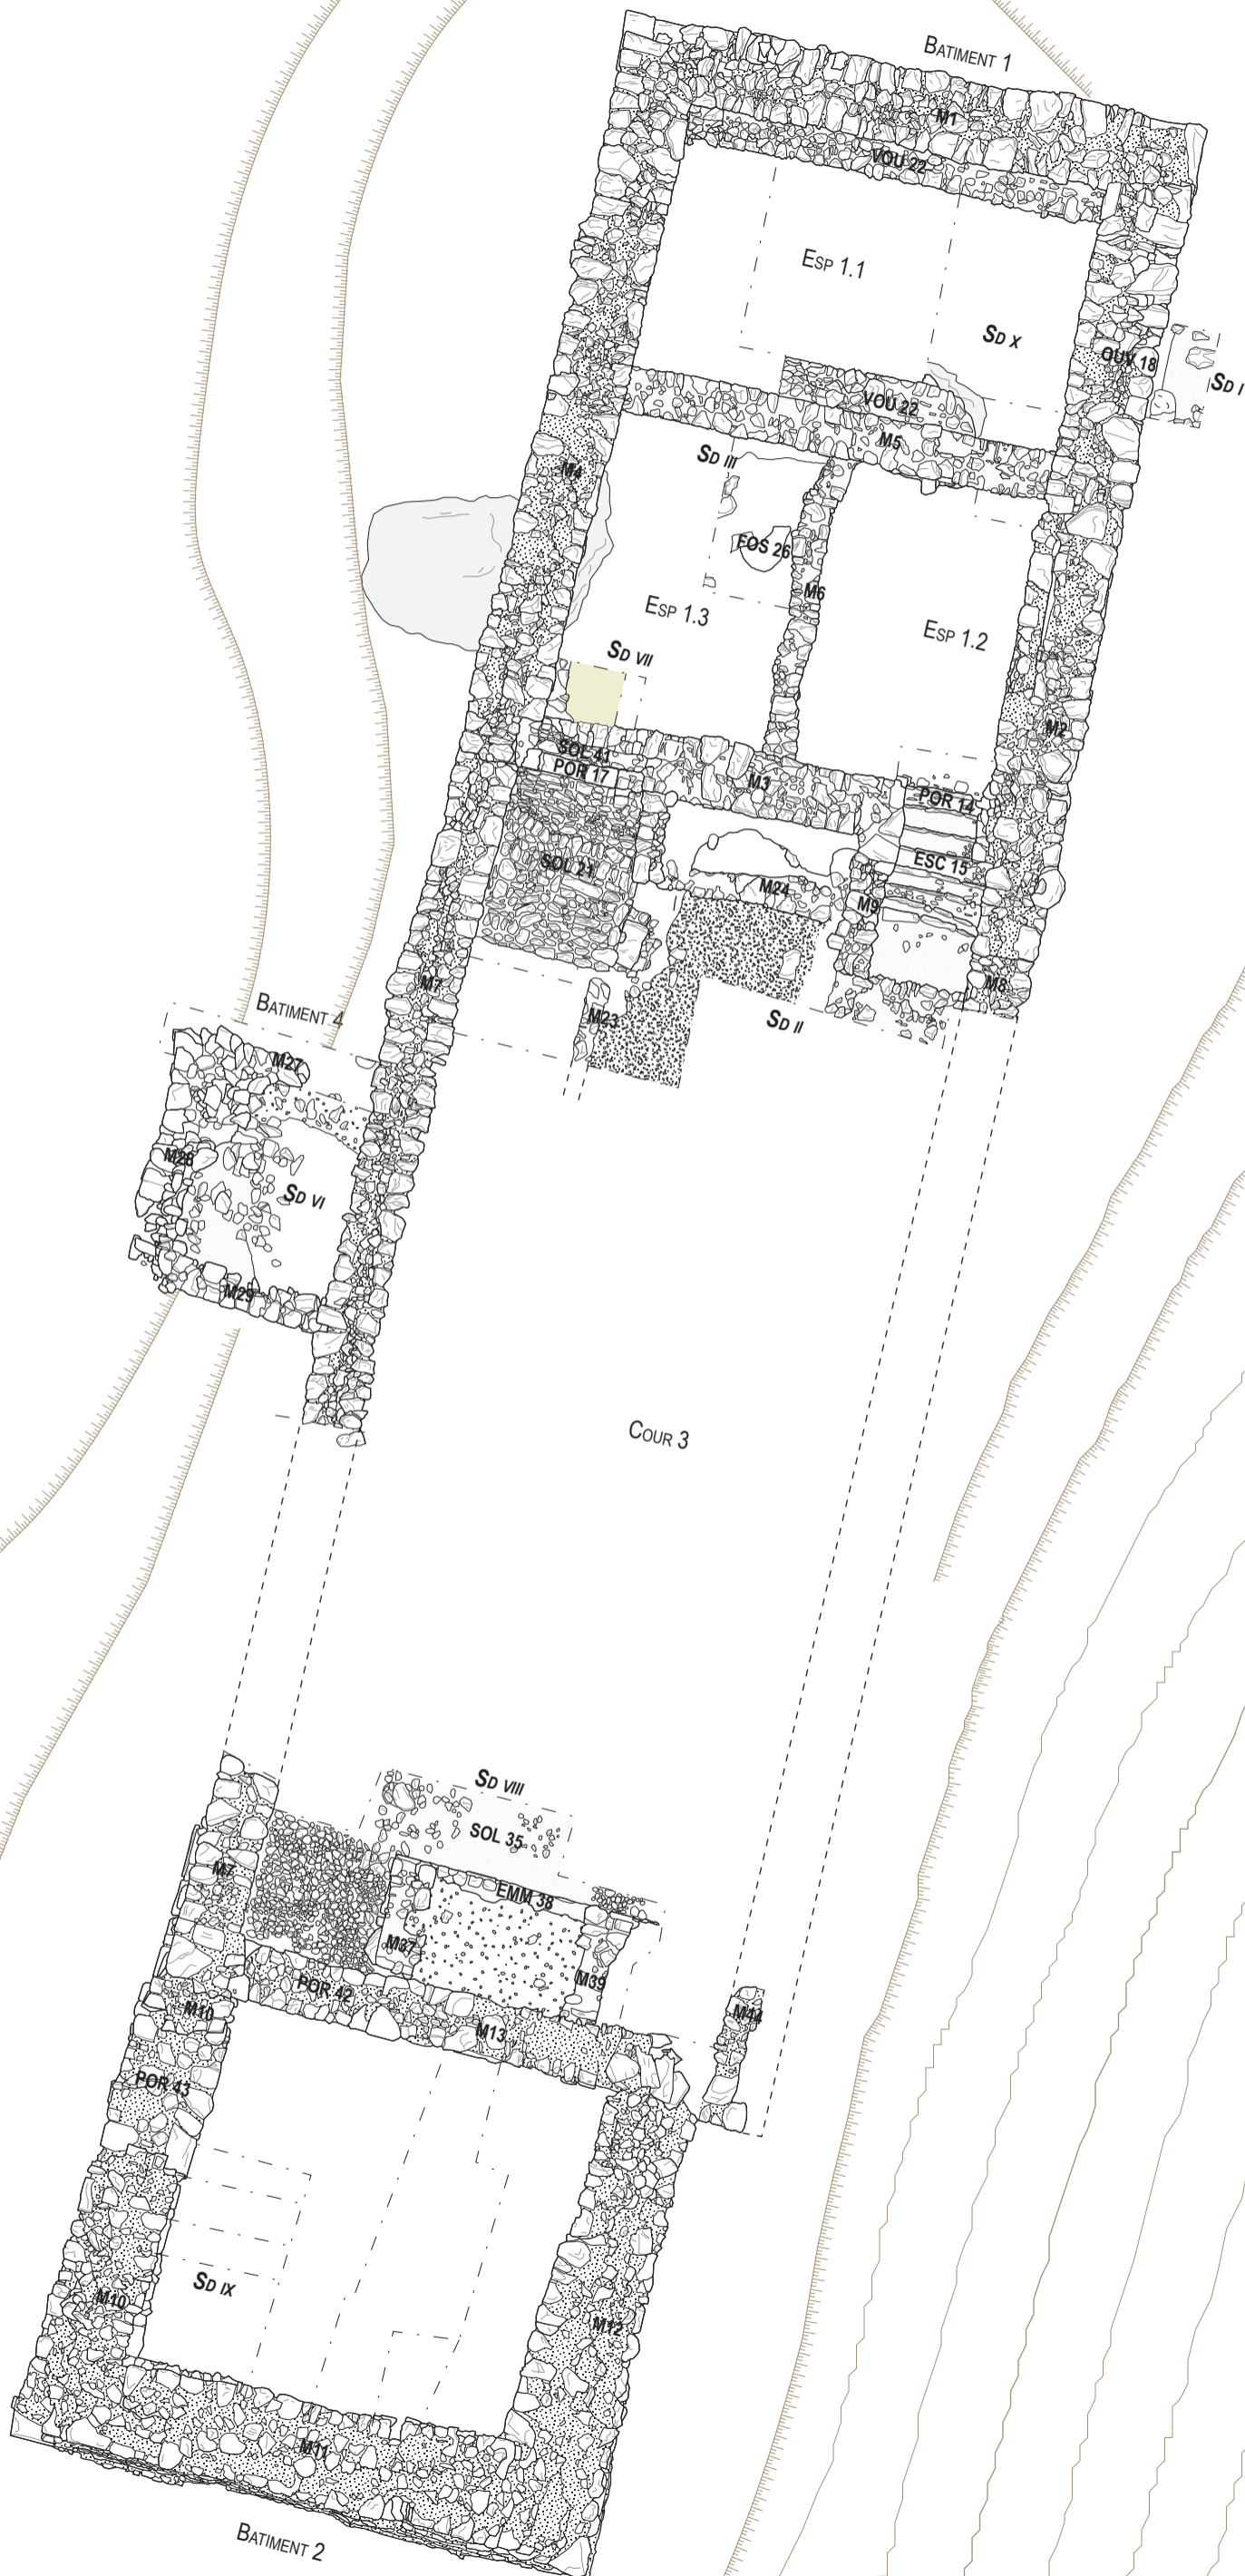 BATIMENT 1
M1
VOU 22
ESP 1.1
SD X
OUV 18
SD I
VOU 22
M5
SD III
M4
FOS 26
M6
ESP 1.3
ESP 1.2
SD VII
M2
SOL 41
POR 17
M3
POR 14
SOL 21
ESC 15
M24
M9
M7
M8
BATIMENT 4
M23
SD II
M27
M28
SD VI
M29
COUR 3
SD VIII
SOL 35
M7
EMM 38
M37
M39
POR 42
M10
M44
M13
POR 43
SD IX
M10
M12
M11
BATIMENT 2